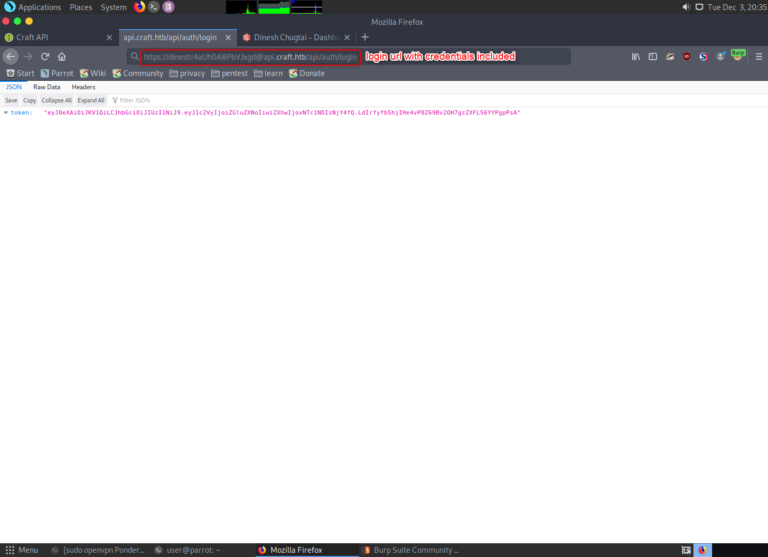 Applications Places System
Tue Dec 3, 20:35
Mozilla Firefox
Craft API
api.craft.htb/api/auth/login
Dinesh Chugtai – Dashb
https://dinesh:4aUh0A8PbVJxgd@api.craft.htb/api/auth/login
login url with credentials included
Burp
Start Parrot Wiki Community privacy pentest learn Donate
JSON Raw Data Headers
Save Copy Collapse All Expand All Filter JSON
token:
Menu
[sudo openvpn Ponder...
user@parrot: ~
Mozilla Firefox
Burp Suite Community ...